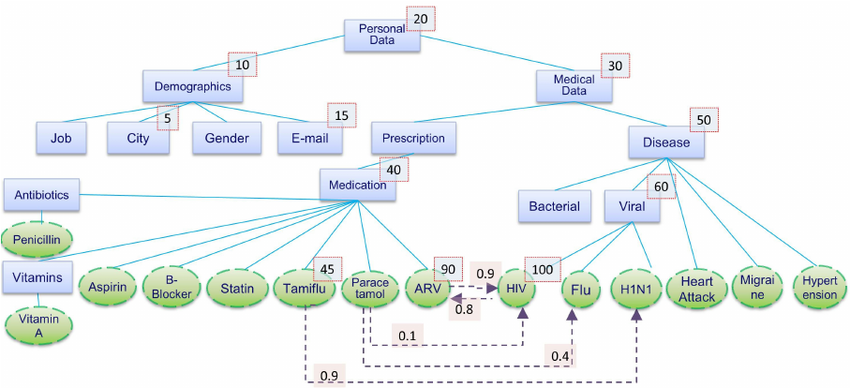 20
Personal
Data
10
30
Demographics
Medical
Data
5
15
50
Job
City
Gender
E-mail
Prescription
Disease
40
60
Antibiotics
Medication
Bacterial
Viral
Penicillin
45
90
0.9
100
Vitamins
Aspirin
B-
Blocker
Statin
Tamiflu
Parace
tamol
ARV
HIV
Flu
H1N1
Heart
Attack
Migrai
ne
Hypert
ension
0.8
Vitamin
A
0.1
0.4
0.9